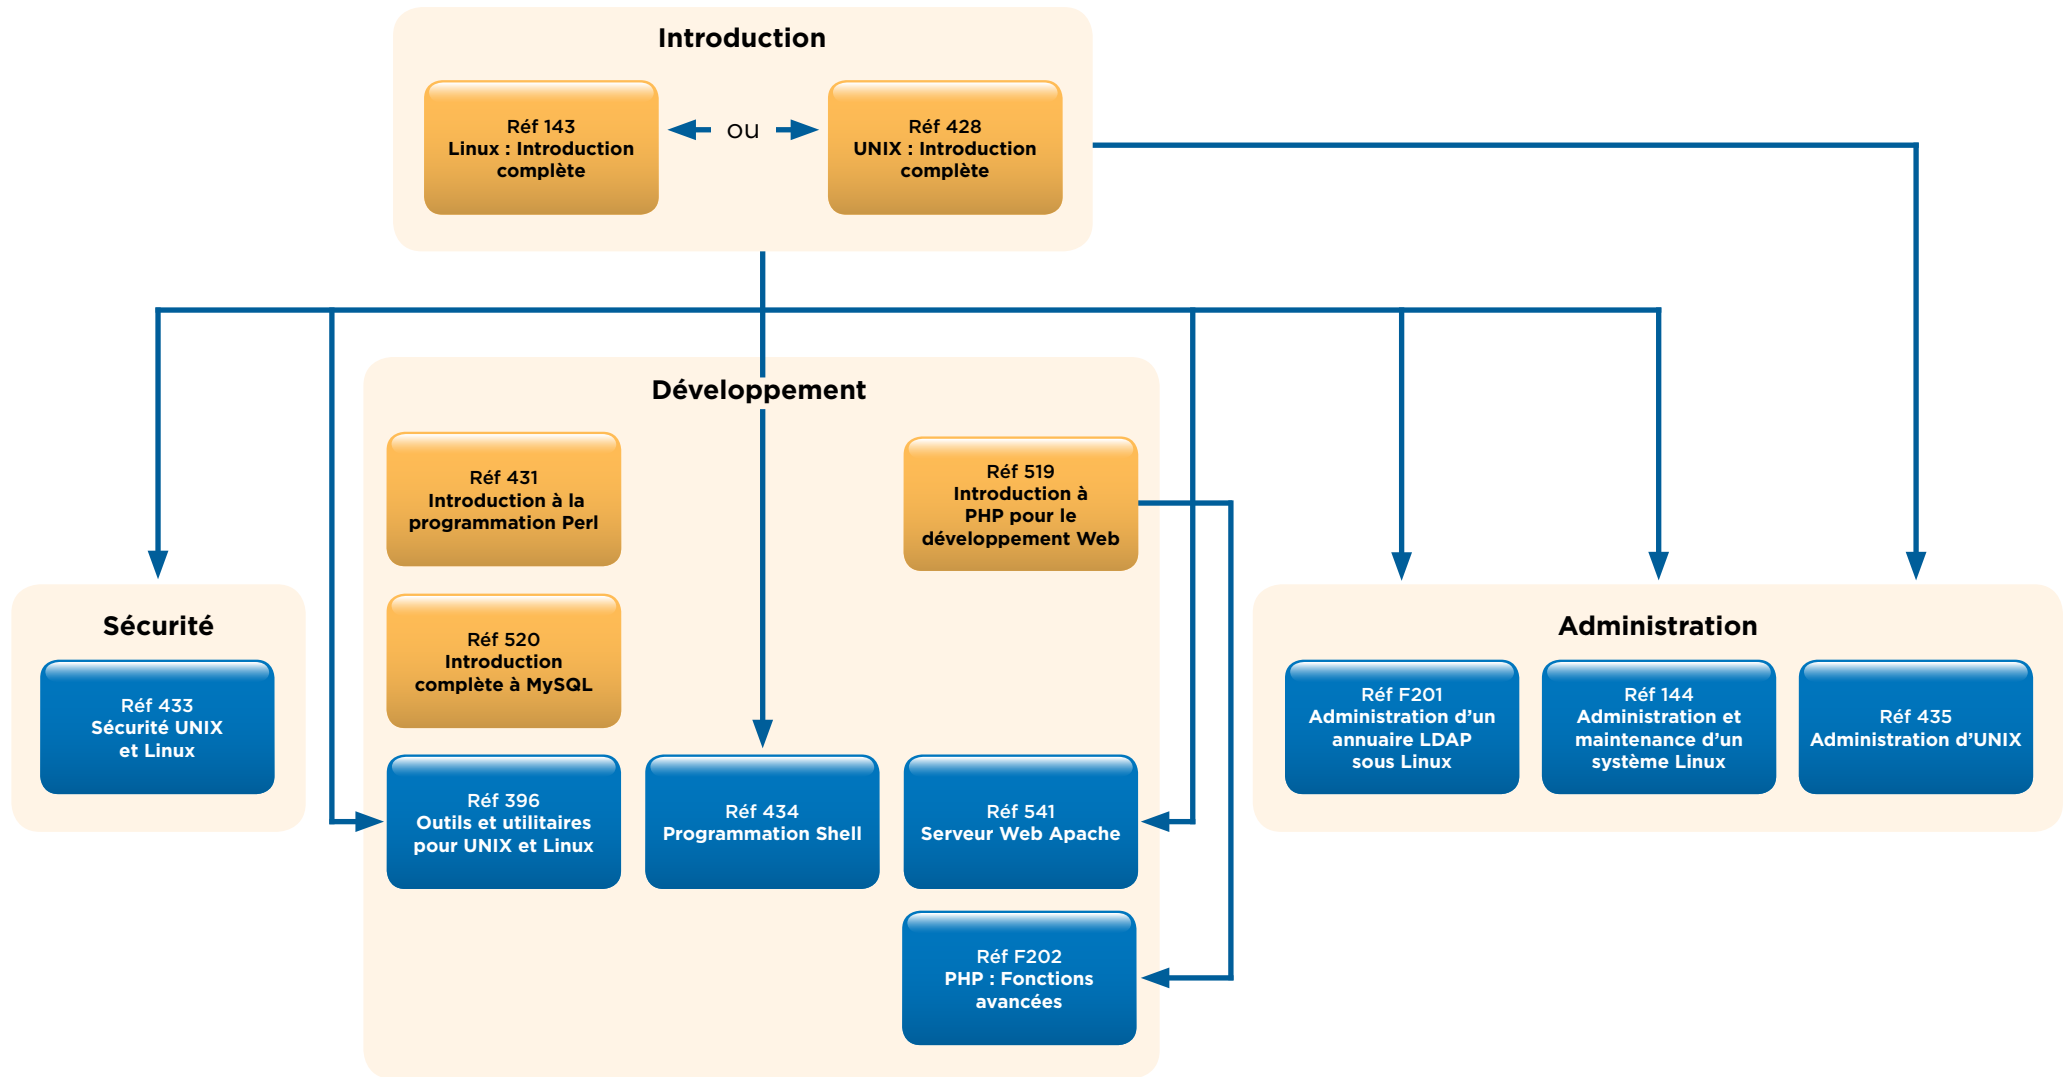 Introduction
Réf 143
Linux : Introduction
complète
ou
Réf 428
UNIX : Introduction
complète
Développement
Réf 431
Introduction à la
programmation Perl
Réf 519
Introduction à
PHP pour le
développement Web
Réf 520
Introduction
complète à MySQL
Réf 396
Outils et utilitaires
pour UNIX et Linux
Réf 434
Programmation Shell
Réf 541
Serveur Web Apache
Réf F202
PHP : Fonctions
avancées
Sécurité
Réf 433
Sécurité UNIX
et Linux
Administration
Réf F201
Administration d’un
annuaire LDAP
sous Linux
Réf 144
Administration et
maintenance d’un
système Linux
Réf 435
Administration d’UNIX